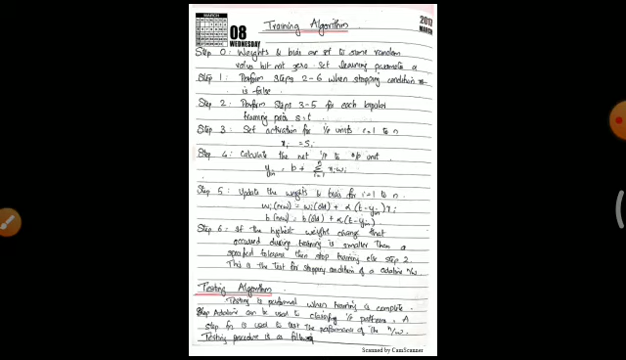 MARCH
08
WEDNESDAY
2017
MARCH
Training Algorithm
Step 0: Weights & bias are set to some random
value but not zero. Set learning parameter α
Step 1: Perform Steps 2-6 when stopping condition
is false.
Step 2: Perform Steps 3-5 for each bipolar
training pair s:t
Step 3: Set activation for i/p units i=1 to n
xi = si
Step 4: Calculate the net i/p to o/p unit
yin = b + Σ xi wi
Step 5: Update the weights & bias for i=1 to n
wi(new) = wi(old) + α(t-yin)xi
b(new) = b(old) + α(t-yin)
Step 6: If the highest weight change that
occured during training is smaller than a
specified tolerance then stop training else step 2.
This is the Test for stopping condition of a adaline n/w.
Testing Algorithm
Testing is performed when training is complete.
Adaline can be used to classify i/p patterns. A
step fn is used to test the performance of the n/w.
Testing procedure is as follows
Scanned by CamScanner